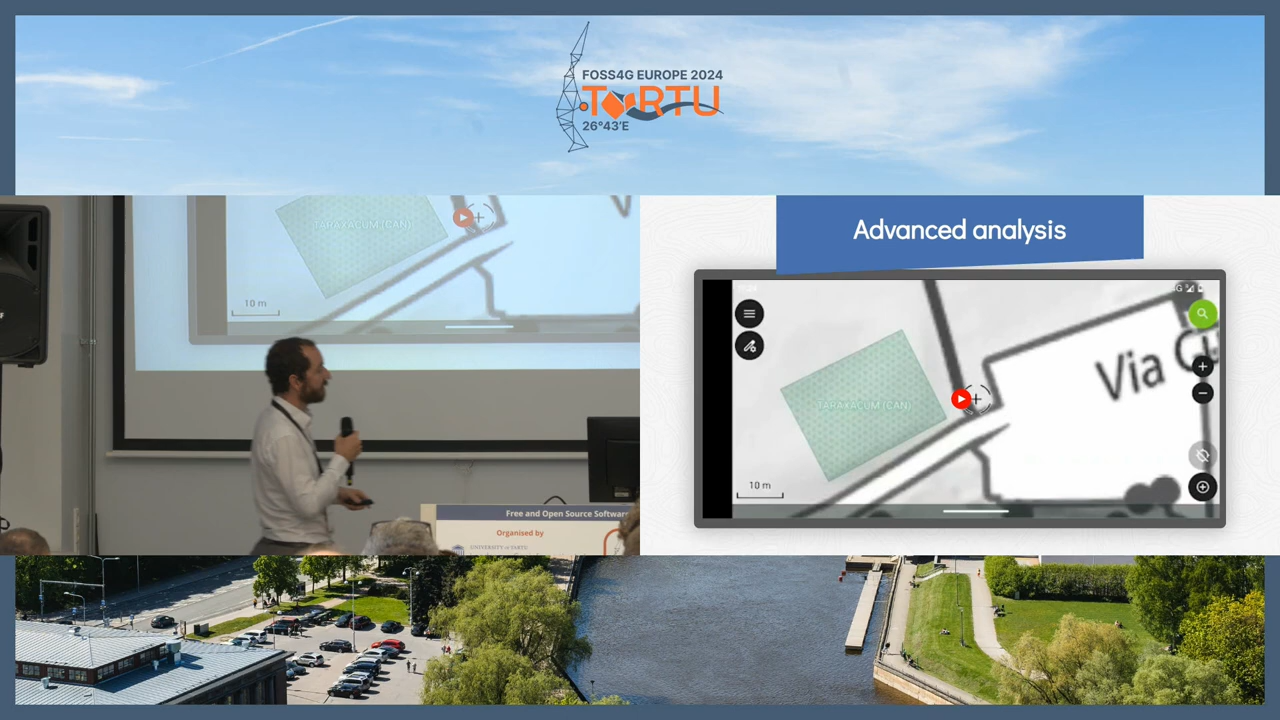 FOSS4G EUROPE 2024
TARTU
26°43'E
TARAXACUM (CAN)
10 m
Free and Open Source Software
Organised by
UNIVERSITY OF TARTU
Advanced analysis
TARAXACUM (CAN)
Via
10 m